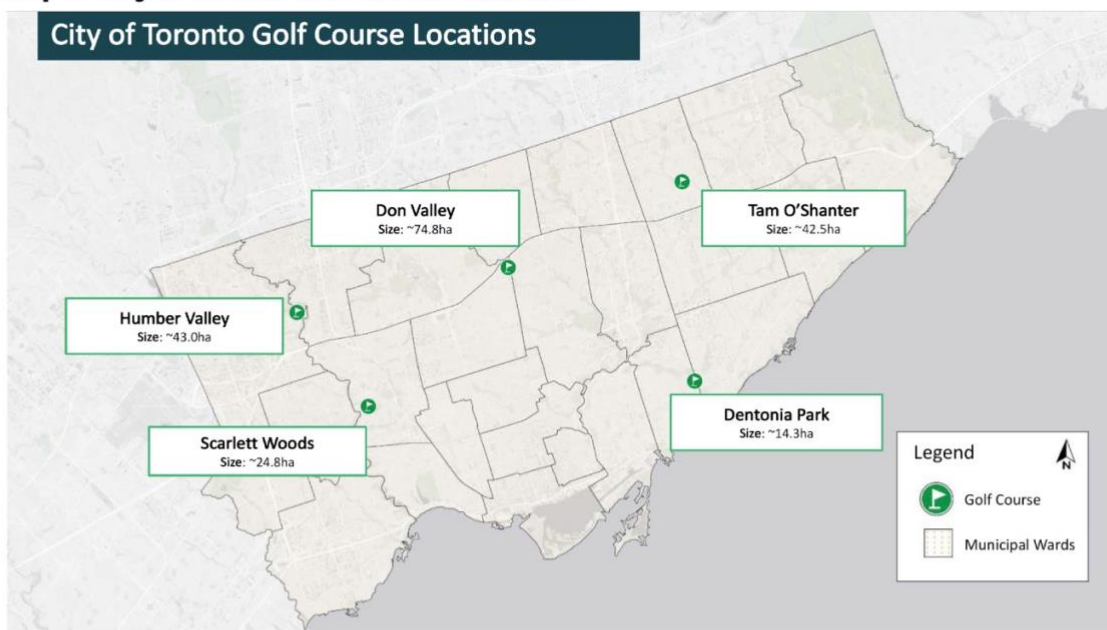 City of Toronto Golf Course Locations
Don Valley
Size: ~74.8ha
Tam O'Shanter
Size: ~42.5ha
Humber Valley
Size: ~43.0ha
Dentonia Park
Size: ~14.3ha
Scarlett Woods
Size: ~24.8ha
Legend
N
Golf Course
Municipal Wards